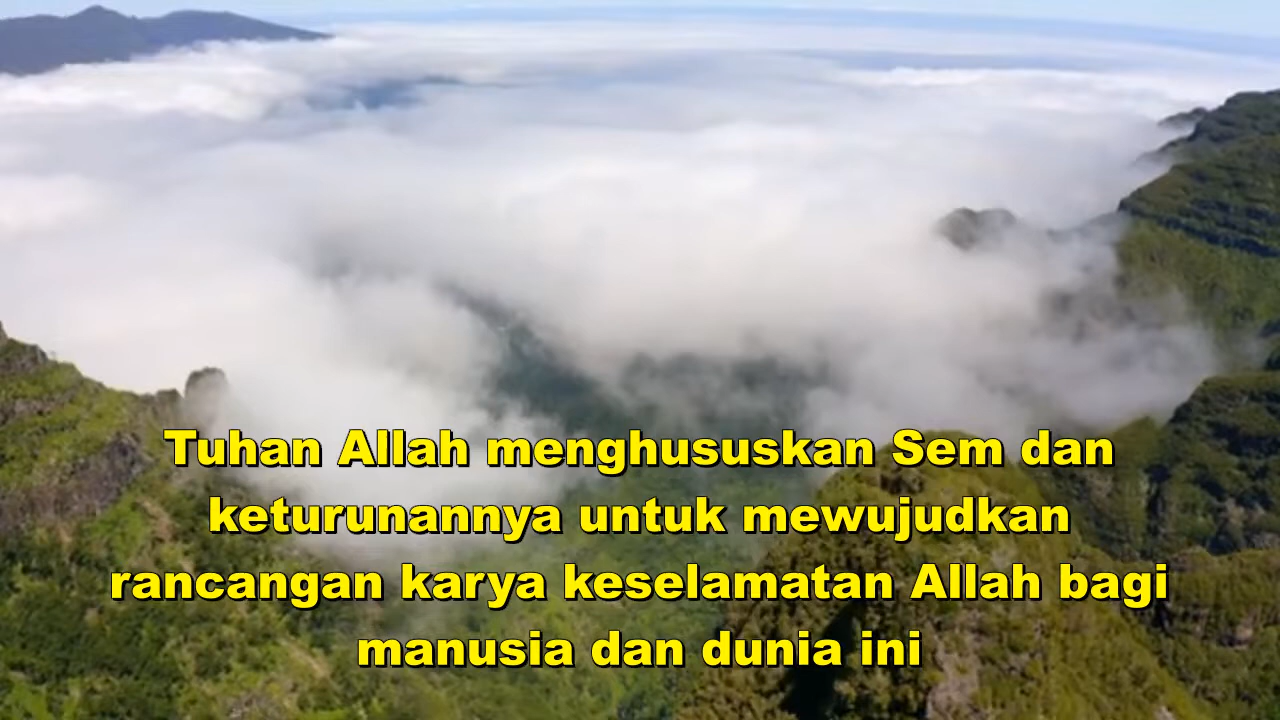 Tuhan Allah menghususkan Sem dan
keturunannya untuk mewujudkan
rancangan karya keselamatan Allah bagi
manusia dan dunia ini